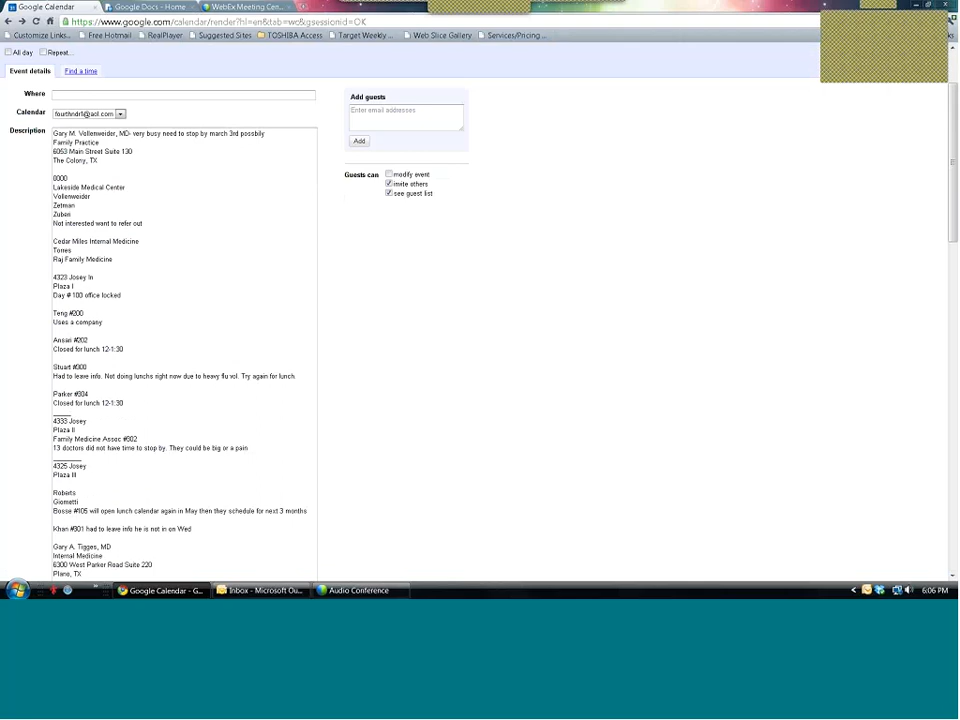 Google Calendar
Google Docs - Home
WebEx Meeting Cen...
https://www.google.com/calendar/render?hl=en&tab=wc&gsessionid=OK
Customize Links...
Free Hotmail
RealPlayer
Suggested Sites
TOSHIBA Access
Target Weekly ...
Web Slice Gallery
Services/Pricing ...
All day
Repeat...
Event details
Find a time
Where
Calendar
Description
Gary M. Vollenweider, MD- very busy need to stop by march 3rd possbily
Family Practice
6053 Main Street Suite 130
The Colony, TX
Lakeside Medical Center
Vollenweider
Zetman
Zuberi
Not interested want to refer out
Cedar Miles Internal Medicine
Torres
Raj Family Medicine
4323 Josey ln
Plaza I
Day # 100 office locked
Teng #200
Uses a company
Ansari #202
Closed for lunch 12-1:30
Stuart #300
Had to leave info. Not doing lunchs right now due to heavy flu vol. Try again for lunch.
Parker #304
Closed for lunch 12-1:30
4333 Josey
Plaza II
Family Medicine Assoc #302
13 doctors did not have time to stop by. They could be big or a pain
4325 Josey
Plaza III
Roberts
Giometti
Bosse #105 will open lunch calendar again in May then they schedule for next 3 months
Khan #301 had to leave info he is not in on Wed
Gary A. Tigges, MD
Internal Medicine
6300 West Parker Road Suite 220
Plano, TX
Add guests
Enter email addresses
Add
Guests can
modify event
invite others
see guest list
Google Calendar - G...
Inbox - Microsoft Ou...
Audio Conference
6:06 PM